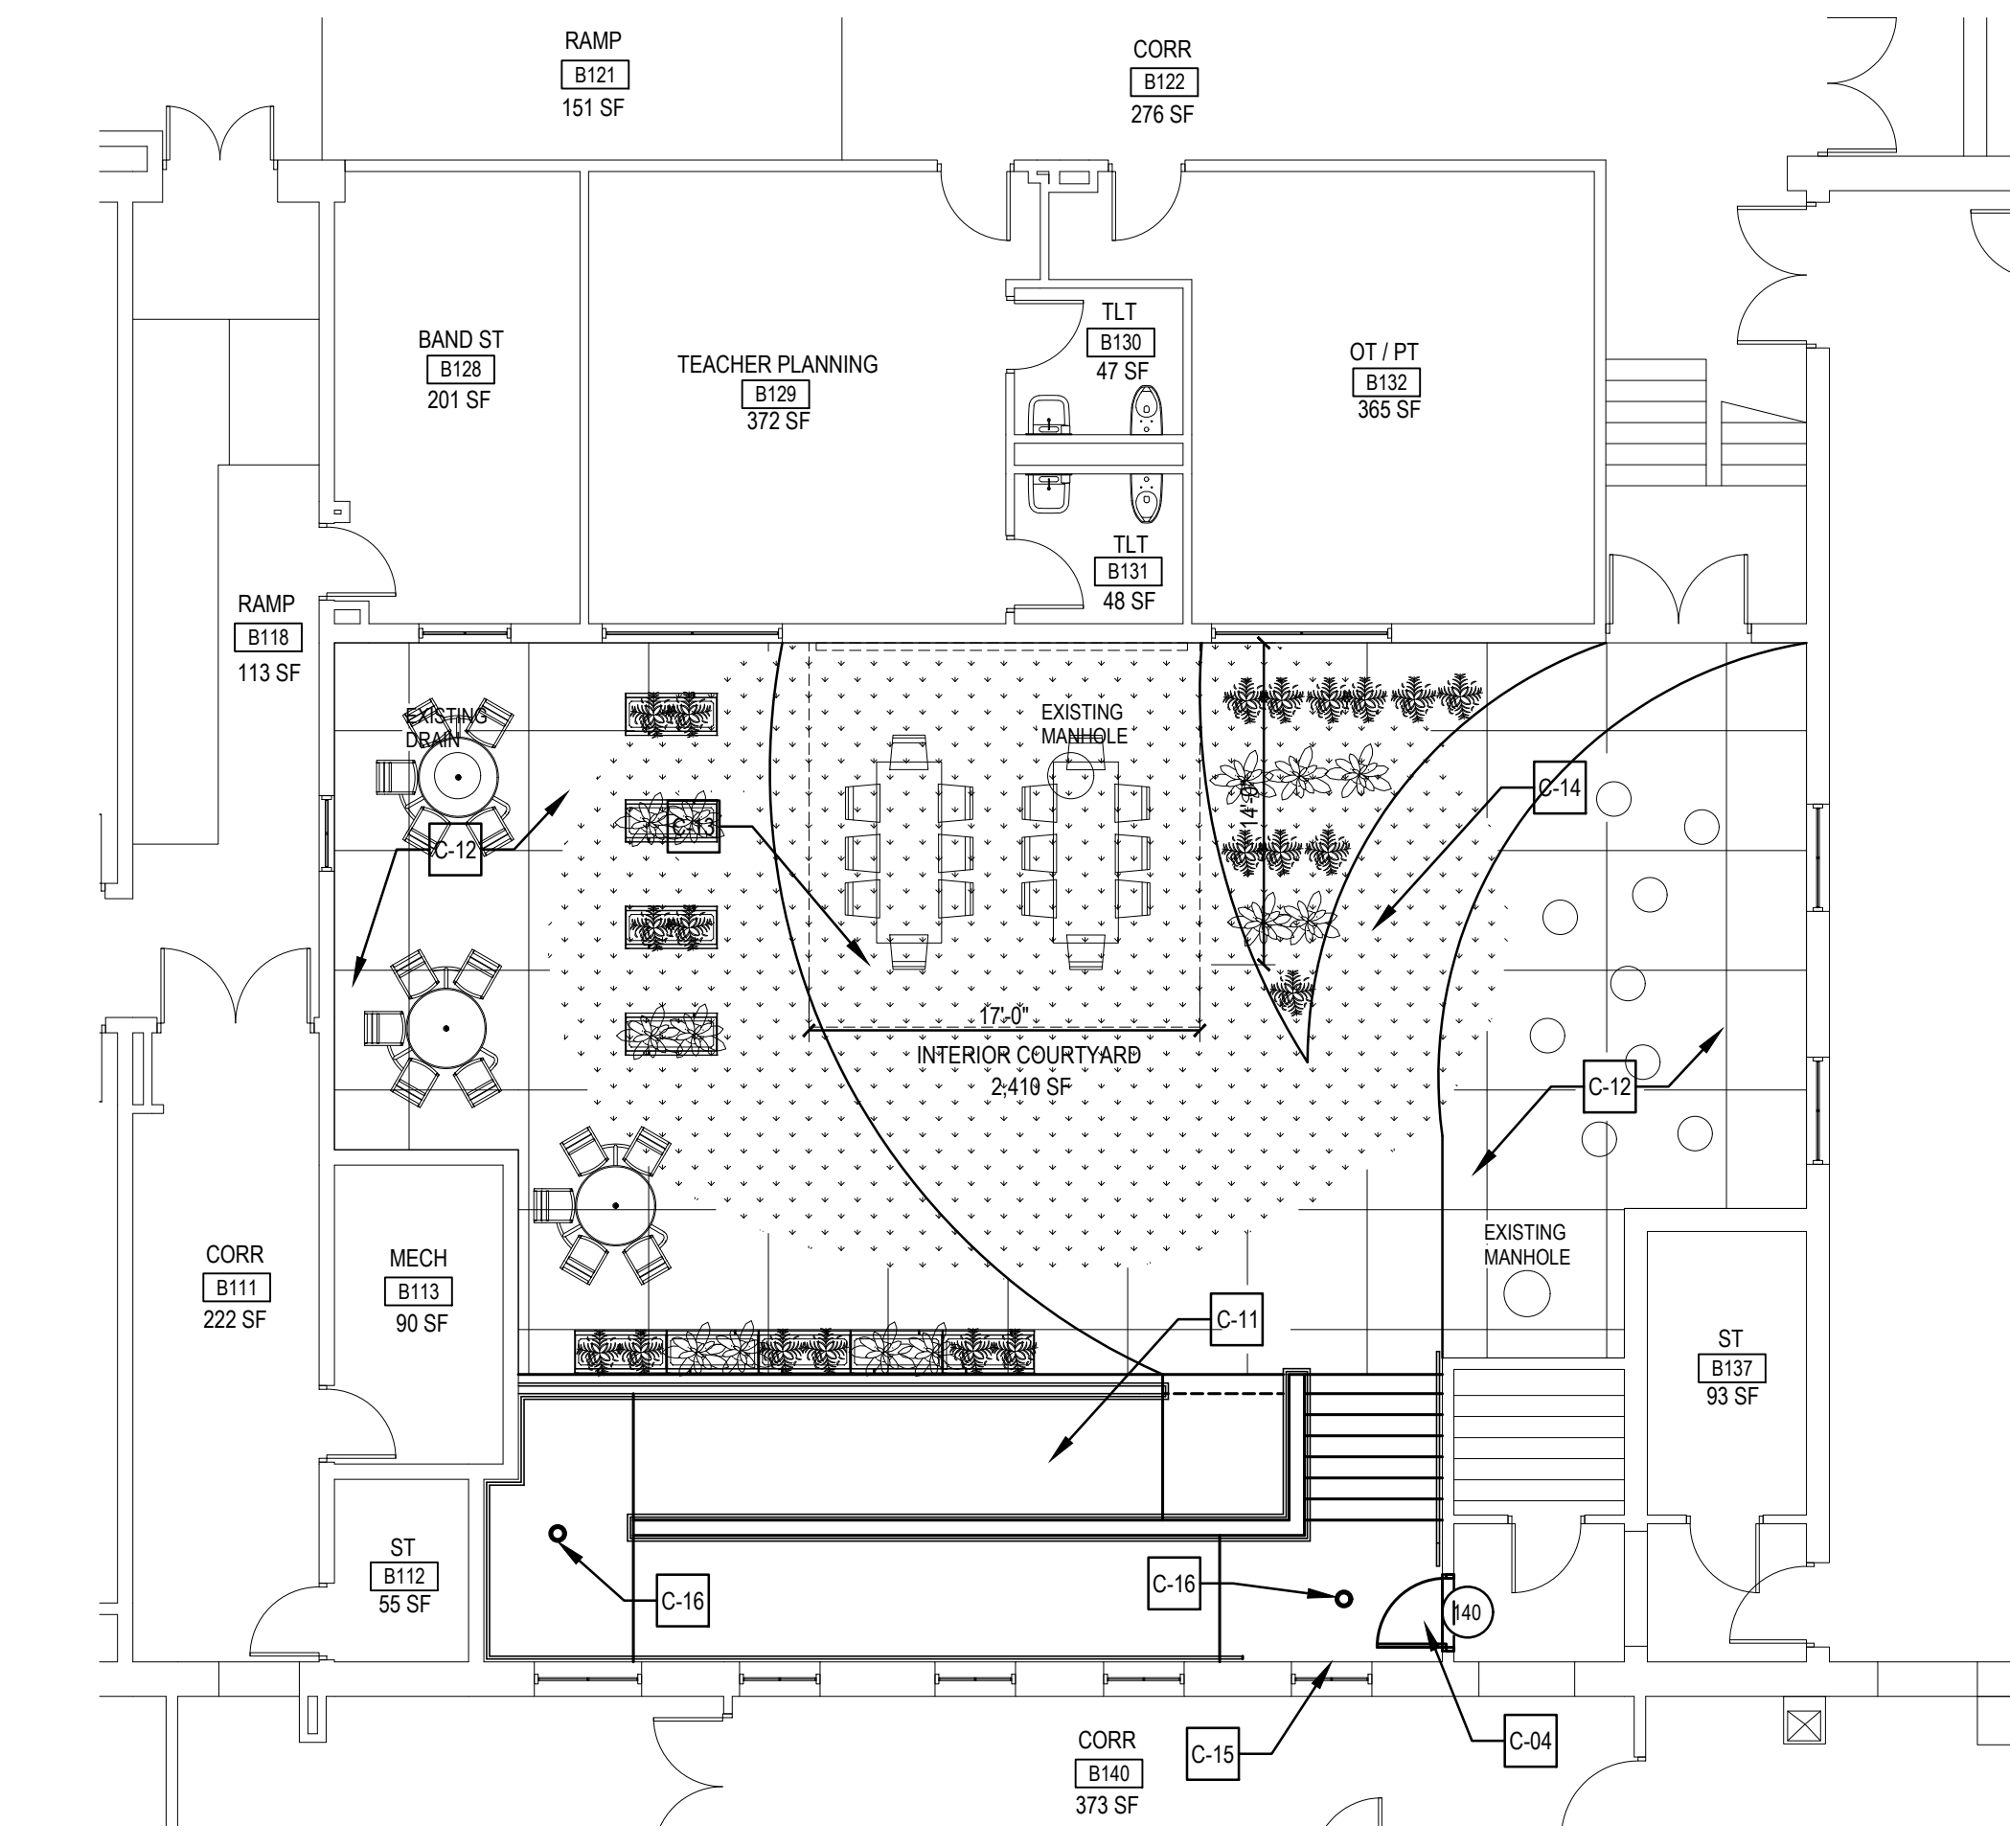 RAMP
B121
151 SF
CORR
B122
276 SF
BAND ST
B128
201 SF
TEACHER PLANNING
B129
372 SF
TLT
B130
47 SF
OT / PT
B132
365 SF
TLT
B131
48 SF
RAMP
B118
113 SF
EXISTING
DRAIN
EXISTING
MANHOLE
C-14
14'-0"
C-13
C-12
17'-0"
INTERIOR COURTYARD
2,410 SF
C-12
EXISTING
MANHOLE
CORR
B111
222 SF
MECH
B113
90 SF
C-11
ST
B137
93 SF
ST
B112
55 SF
C-16
C-16
140
CORR
B140
373 SF
C-15
C-04